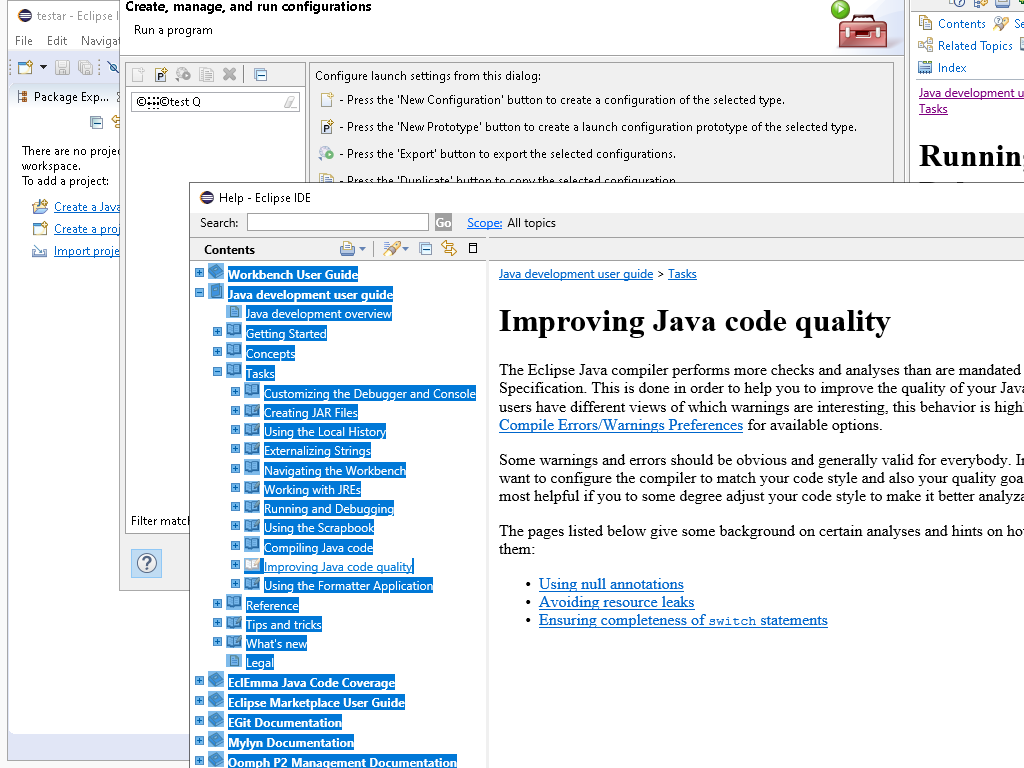 testar - Eclipse I
File Edit Naviga
Package Exp...
There are no
workspace.
To add a project:
Create a Java
Create a
Import
Create, manage, and run configurations
Run a program
Configure launch settings from this dialog:
- Press the 'New Configuration' button to create a configuration of the selected type.
- Press the 'New Prototype' button to create a launch configuration prototype of the selected type.
- Press the 'Export' button to export the selected configurations.
- Press the 'Duplicate' button to copy the selected configuration.
test Q
Filter
Contents
Related Topics
Index
Java development
Tasks
Running
Help - Eclipse IDE
Search: Go Scope: All topics
Contents
Workbench User Guide
Java development user guide
Java development overview
Getting Started
Concepts
Tasks
Customizing the Debugger and Console
Creating JAR Files
Using the Local History
Externalizing Strings
Navigating the Workbench
Working with JREs
Running and Debugging
Using the Scrapbook
Compiling Java code
Improving Java code quality
Using the Formatter Application
Reference
Tips and tricks
What's new
Legal
EclEmma Java Code Coverage
Eclipse Marketplace User Guide
EGit Documentation
Mylyn Documentation
Oomph P2 Management Documentation
Java development user guide > Tasks
Improving Java code quality
The Eclipse Java compiler performs more checks and analyses than are mandated
Specification. This is done in order to help you to improve the quality of your Java
users have different views of which warnings are interesting, this behavior is
Compile Errors/Warnings Preferences for available options.
Some warnings and errors should be obvious and generally valid for everybody.
want to configure the compiler to match your code style and also your quality
most helpful if you to some degree adjust your code style to make it better
The pages listed below give some background on certain analyses and hints on
them:
• Using null annotations
• Avoiding resource leaks
• Ensuring completeness of switch statements